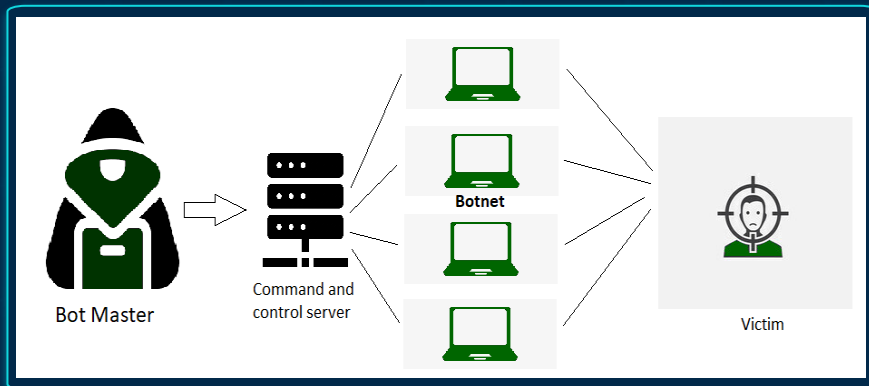 Bot Master
Command and
control server
Botnet
Victim